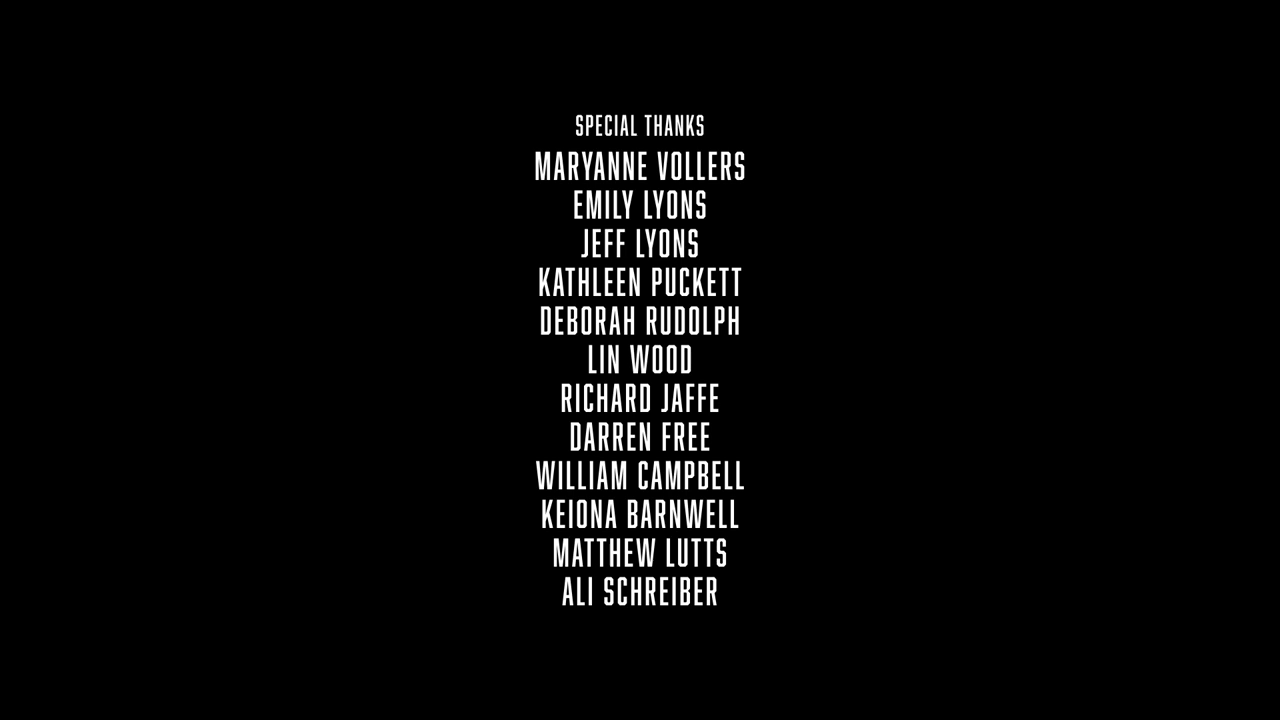 SPECIAL THANKS
MARYANNE VOLLERS
EMILY LYONS
JEFF LYONS
KATHLEEN PUCKETT
DEBORAH RUDOLPH
LIN WOOD
RICHARD JAFFE
DARREN FREE
WILLIAM CAMPBELL
KEIONA BARNWELL
MATTHEW LUTTS
ALI SCHREIBER